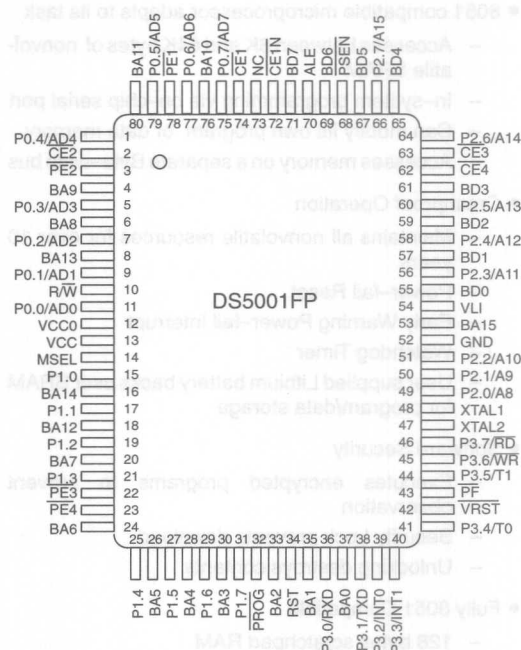 BA11
P0.5/AD5
PE1
P0.6/AD6
BA10
P0.7/AD7
CE1
NC
CE1N
BD7
ALE
BD6
PSEN
BD5
P2.7/A15
BD4
80 79 78 77 76 75 74 73 72 71 70 69 68 67 66 65
P0.4/AD4 1 64 P2.6/A14
CE2 2 63 CE3
PE2 3 62 CE4
BA9 4 61 BD3
P0.3/AD3 5 60 P2.5/A13
BA8 6 59 BD2
P0.2/AD2 7 58 P2.4/A12
BA13 8 57 BD1
P0.1/AD1 9 56 P2.3/A11
R/W 10 55 BD0
P0.0/AD0 11 54 VLI
VCC0 12 53 BA15
VCC 13 52 GND
MSEL 14 51 P2.2/A10
P1.0 15 50 P2.1/A9
BA14 16 49 P2.0/A8
P1.1 17 48 XTAL1
BA12 18 47 XTAL2
P1.2 19 46 P3.7/RD
BA7 20 45 P3.6/WR
P1.3 21 44 P3.5/T1
PE3 22 43 PF
PE4 23 42 VRST
BA6 24 41 P3.4/T0
DS5001FP
25 26 27 28 29 30 31 32 33 34 35 36 37 38 39 40
P1.4
BA5
P1.5
BA4
P1.6
BA3
P1.7
PROG
BA2
RST
BA1
P3.0/RXD
BA0
P3.1/TXD
P3.2/INT0
P3.3/INT1